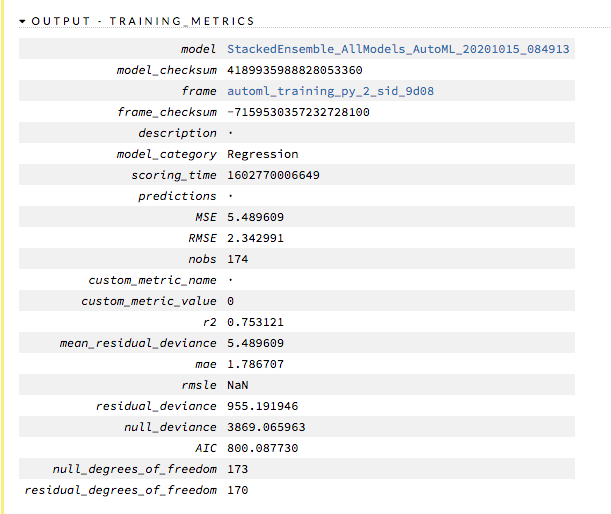 OUTPUT - TRAINING_METRICS
model StackedEnsemble_AllModels_AutoML_20201015_084913
model_checksum 4189935988828053360
frame automl_training_py_2_sid_9d08
frame_checksum -7159530357232728100
description ·
model_category Regression
scoring_time 1602770006649
predictions ·
MSE 5.489609
RMSE 2.342991
nobs 174
custom_metric_name ·
custom_metric_value 0
r2 0.753121
mean_residual_deviance 5.489609
mae 1.786707
rmsle NaN
residual_deviance 955.191946
null_deviance 3869.065963
AIC 800.087730
null_degrees_of_freedom 173
residual_degrees_of_freedom 170